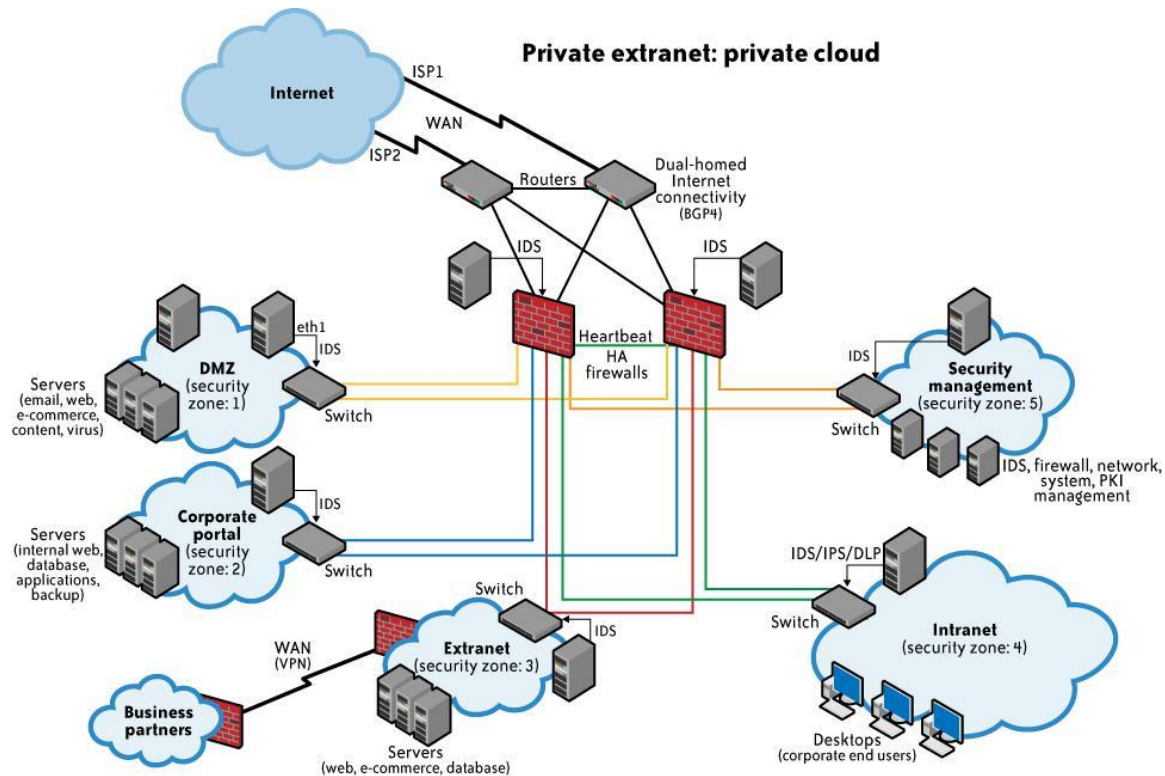 Private extranet: private cloud
Internet
ISP1
WAN
ISP2
Routers
Dual-homed
Internet
connectivity
(BGP4)
IDS
IDS
Heartbeat
HA
firewalls
eth1
IDS
DMZ
(security
zone: 1)
Servers
(email, web,
e-commerce,
content, virus)
Switch
IDS
Security
management
(security zone: 5)
Switch
IDS, firewall, network,
system, PKI
management
IDS
Corporate
portal
(security
zone: 2)
Servers
(internal web,
database,
applications,
backup)
Switch
IDS/IPS/DLP
Switch
Intranet
(security zone: 4)
Desktops
(corporate end users)
Switch
IDS
Extranet
(security zone: 3)
WAN
(VPN)
Business
partners
Servers
(web, e-commerce, database)